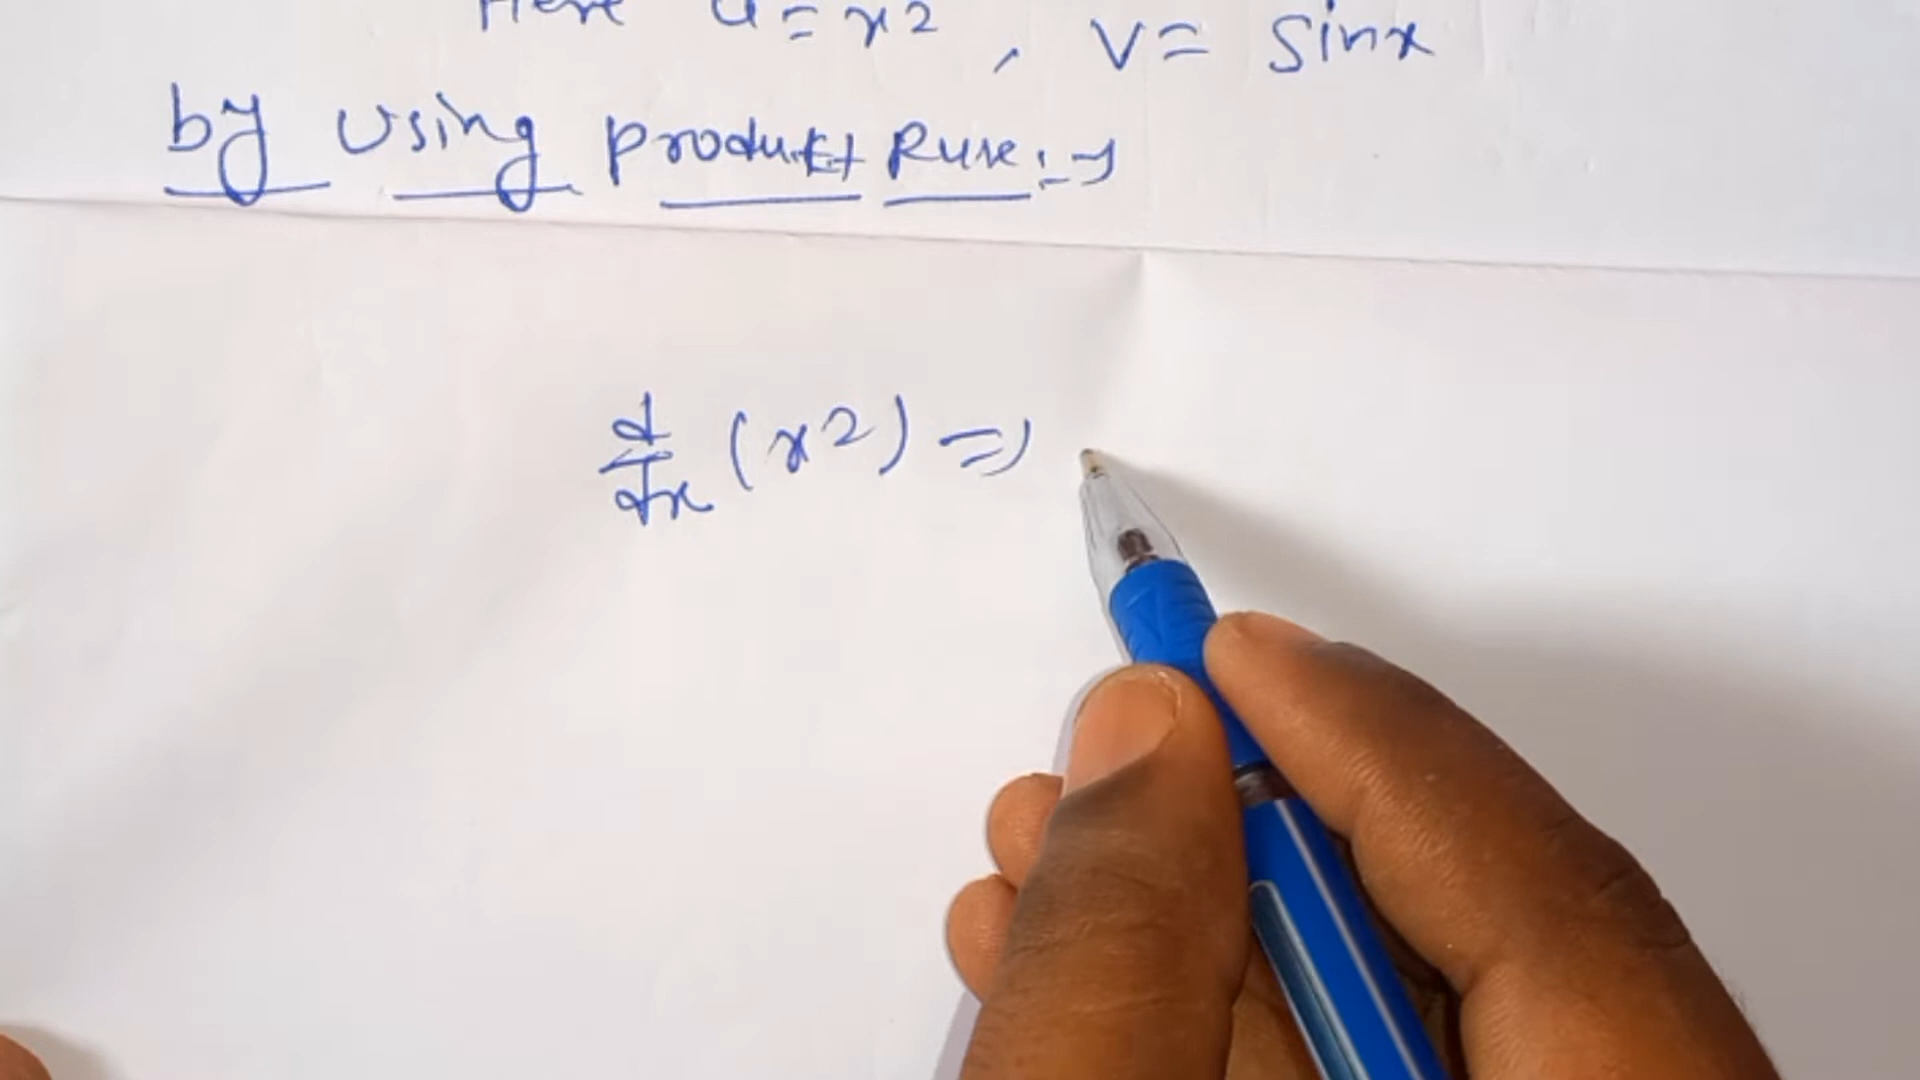 Here u = x2, v = sinx
by using product Rule :→
d/dx (x2) ⇒